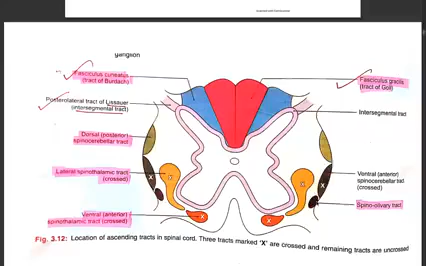 ganglion
Fasciculus cuneatus
(tract of Burdach)
Posterolateral tract of Lissauer
(intersegmental tract)
Dorsal (posterior)
spinocerebellar tract
Lateral spinothalamic tract
(crossed)
Ventral (anterior)
spinothalamic tract (crossed)
Fasciculus gracilis
(tract of Goll)
Intersegmental tract
Ventral (anterior)
spinocerebellar tract
(crossed)
Spino-olivary tract
X X X X
X X
Fig. 3.12: Location of ascending tracts in spinal cord. Three tracts marked 'X' are crossed and remaining tracts are uncrossed